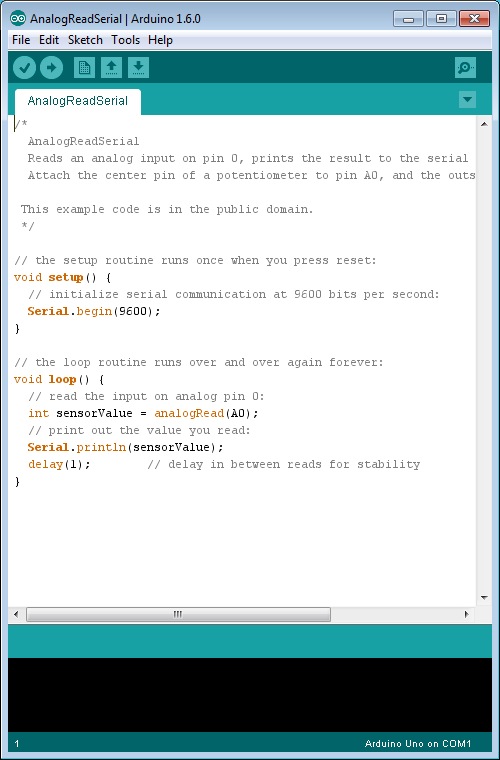 AnalogReadSerial | Arduino 1.6.0
File Edit Sketch Tools Help
AnalogReadSerial
/*
  AnalogReadSerial
  Reads an analog input on pin 0, prints the result to the serial
  Attach the center pin of a potentiometer to pin A0, and the outs

 This example code is in the public domain.
 */

// the setup routine runs once when you press reset:
void setup() {
  // initialize serial communication at 9600 bits per second:
  Serial.begin(9600);
}

// the loop routine runs over and over again forever:
void loop() {
  // read the input on analog pin 0:
  int sensorValue = analogRead(A0);
  // print out the value you read:
  Serial.println(sensorValue);
  delay(1);        // delay in between reads for stability
}
1 Arduino Uno on COM1